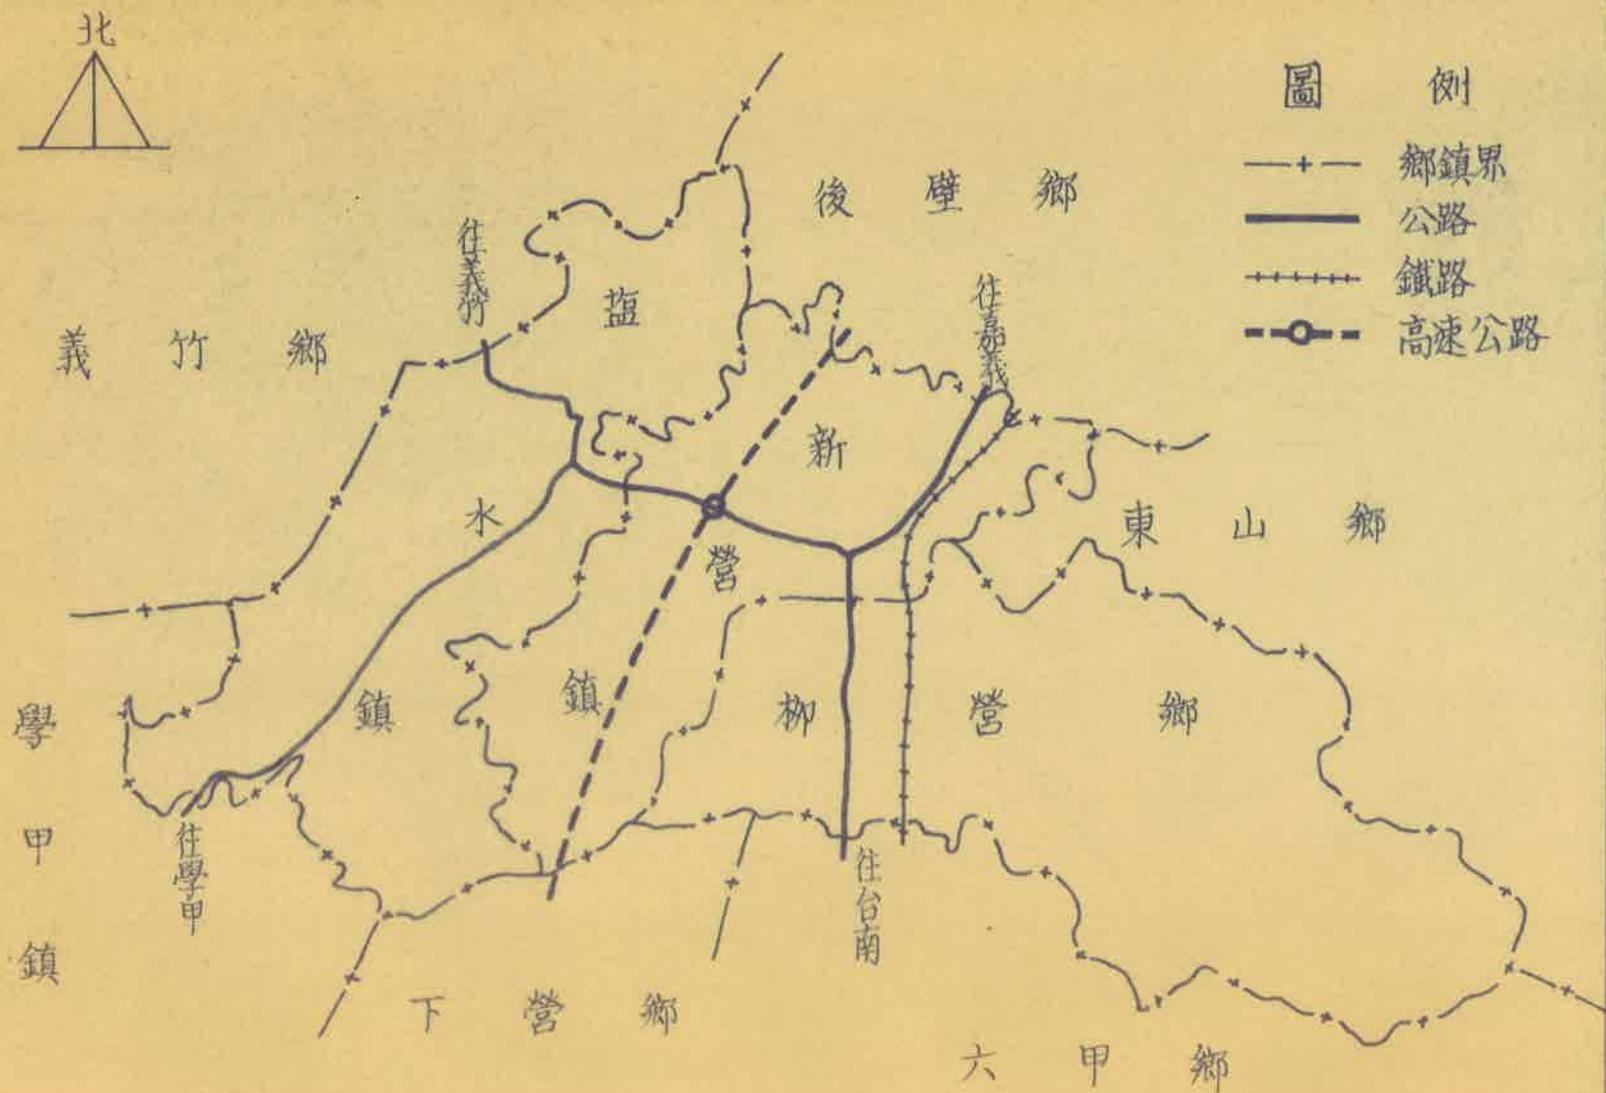 北
圖例
鄉鎮界
公路
鐵路
高速公路
後壁鄉
往義竹
塩水鎮
往嘉義
義竹鄉
新營鎮
東山鄉
柳營鄉
學甲鎮
往學甲
往台南
下營鄉
六甲鄉